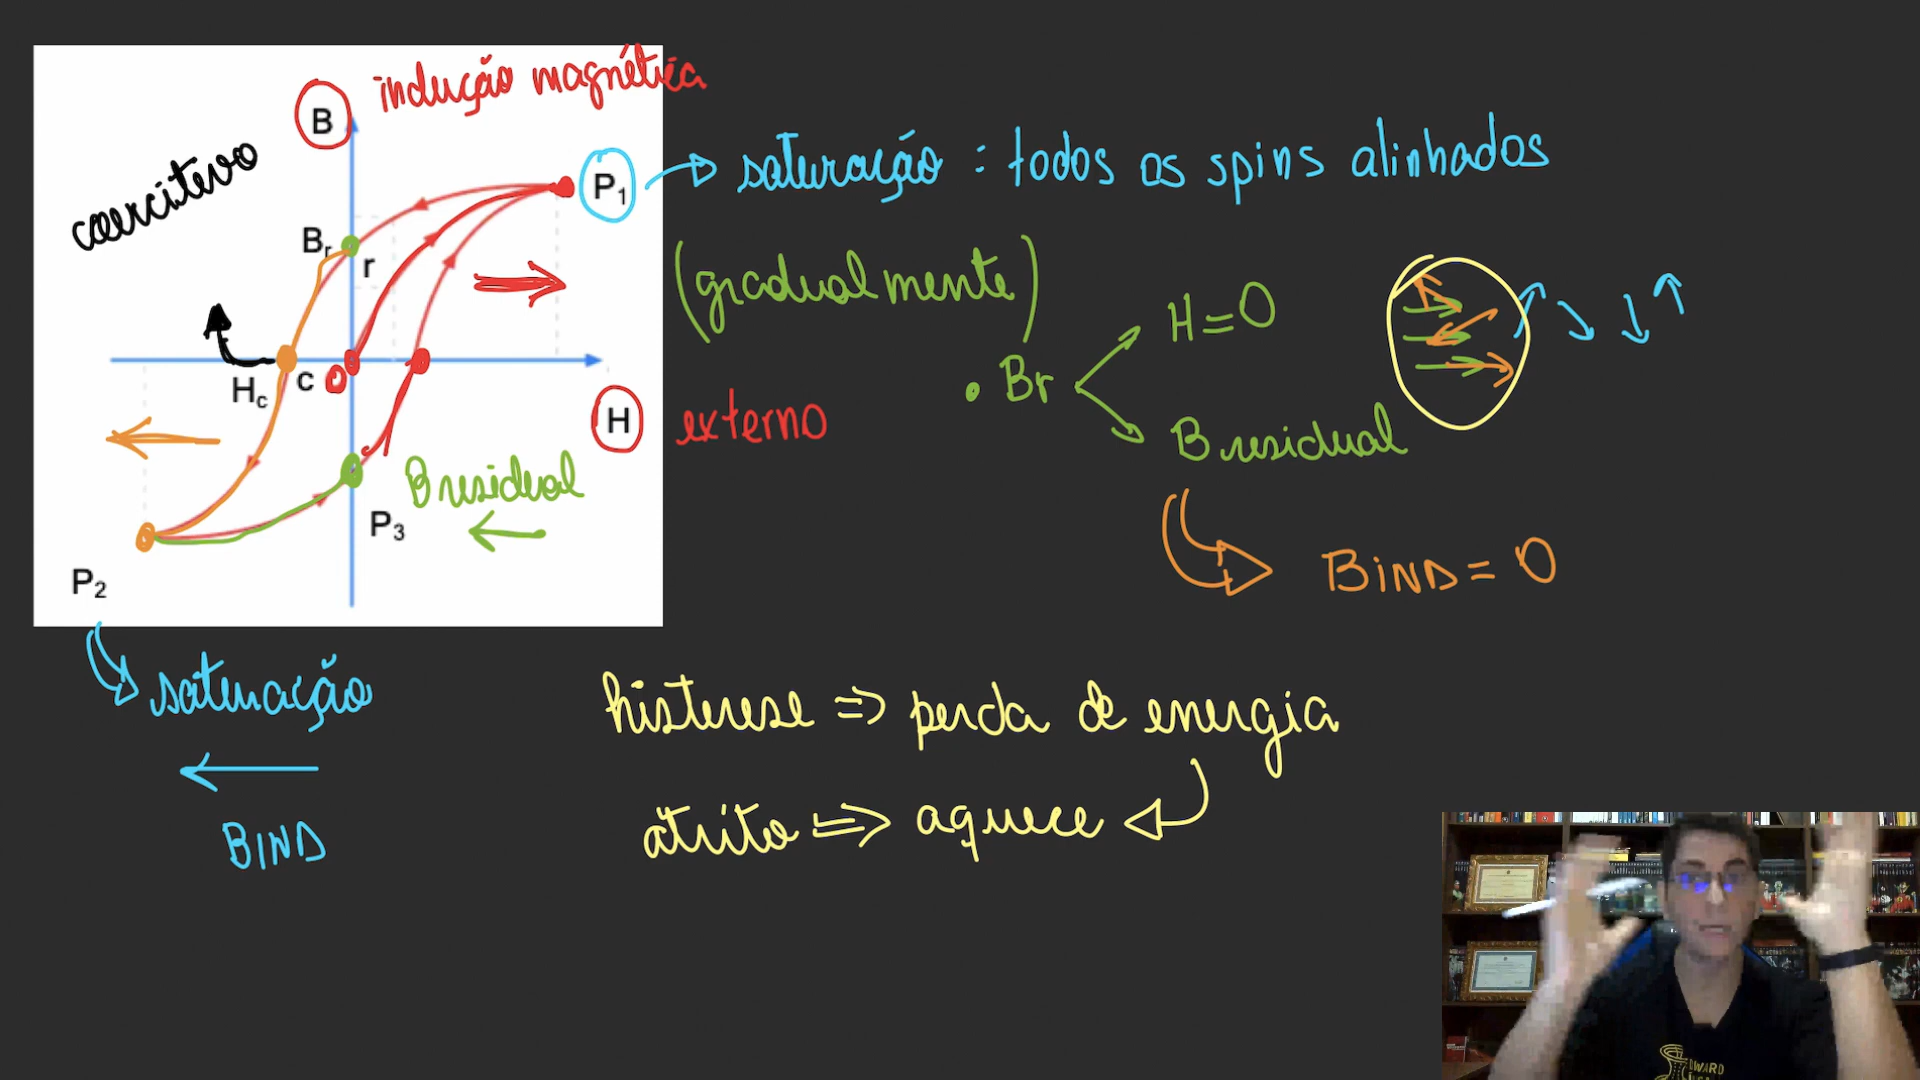 B
indução magnética
coercitevo
P1
saturação : todos os spins alinhados
Br
r
(gradualmente)
H=0
• Br
Hc
c
0
H
externo
B residual
B residual
P3
BIND = 0
P2
saturação
histerese => perda de energia
atrito => aquece
BIND